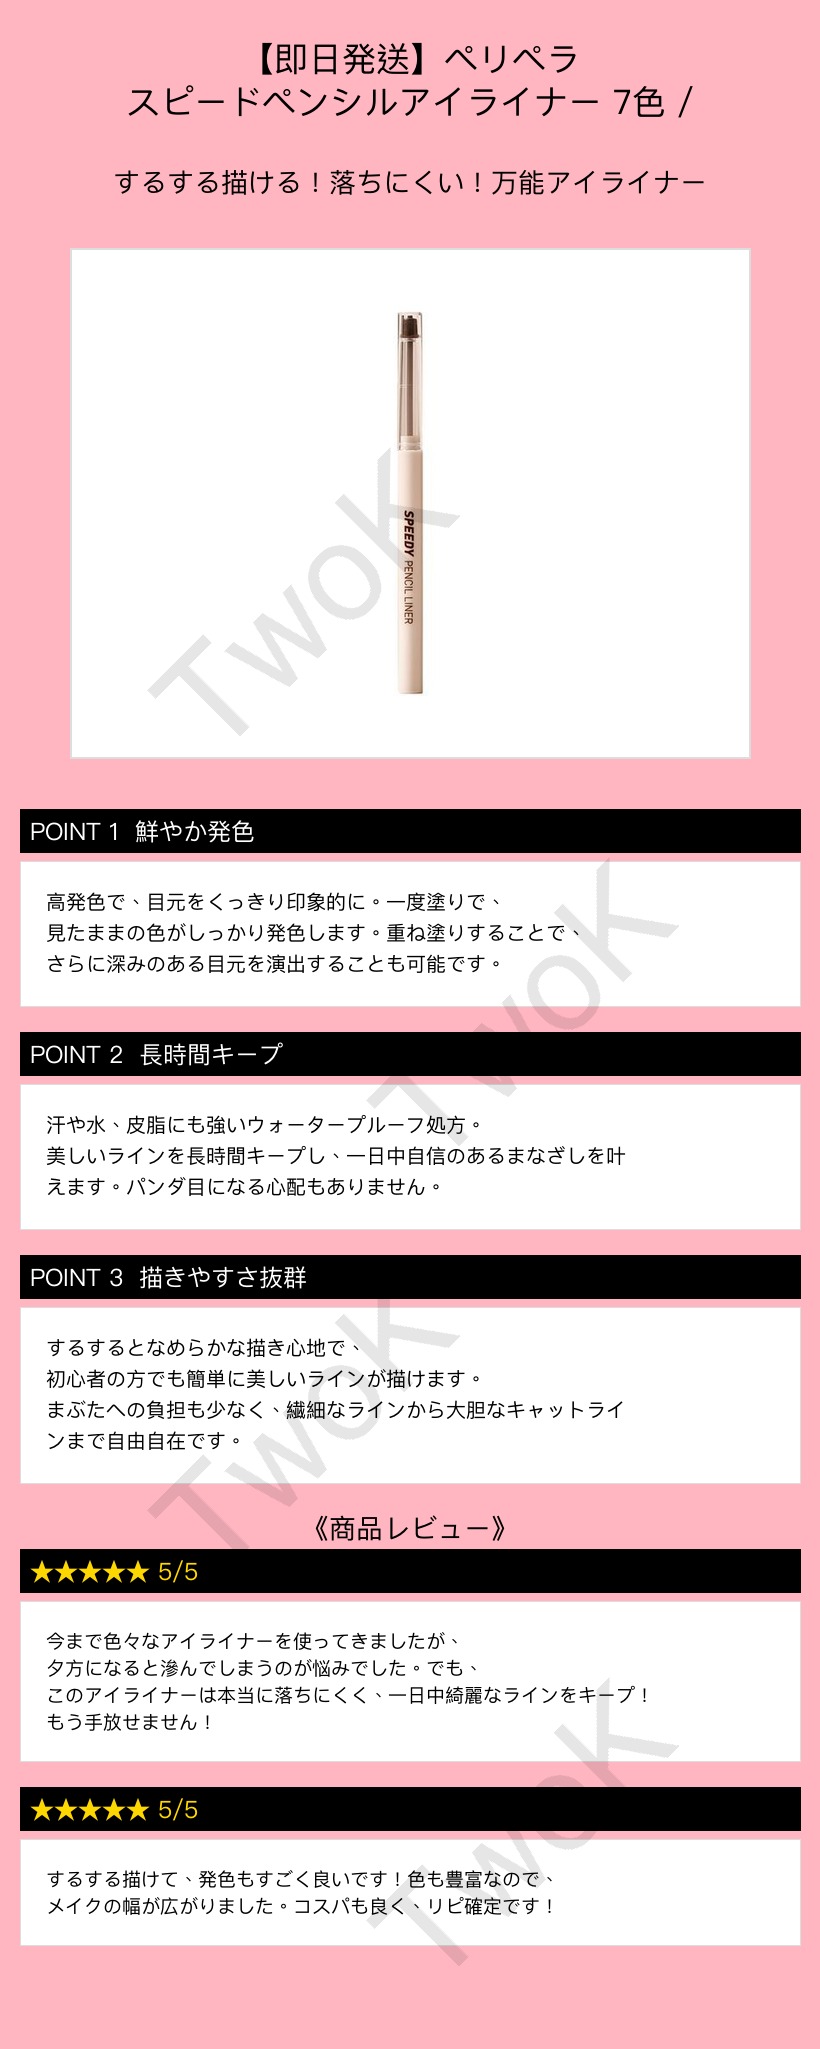 【即日発送】ペリペラ
スピードペンシルアイライナー 7色 /
するする描ける！落ちにくい！万能アイライナー
SPEEDY PENCIL LINER
TwoK
POINT 1 鮮やか発色
高発色で、目元をくっきり印象的に。一度塗りで、
見たままの色がしっかり発色します。重ね塗りすることで、
さらに深みのある目元を演出することも可能です。
TwoK
POINT 2 長時間キープ
汗や水、皮脂にも強いウォータープルーフ処方。
美しいラインを長時間キープし、一日中自信のあるまなざしを叶
えます。パンダ目になる心配もありません。
POINT 3 描きやすさ抜群
するするとなめらかな描き心地で、
初心者の方でも簡単に美しいラインが描けます。
まぶたへの負担も少なく、繊細なラインから大胆なキャットライ
ンまで自由自在です。
TwoK
《商品レビュー》
★★★★★ 5/5
今まで色々なアイライナーを使ってきましたが、
夕方になると滲んでしまうのが悩みでした。でも、
このアイライナーは本当に落ちにくく、一日中綺麗なラインをキープ！
もう手放せません！
★★★★★ 5/5
するする描けて、発色もすごく良いです！色も豊富なので、
メイクの幅が広がりました。コスパも良く、リピ確定です！
TwoK